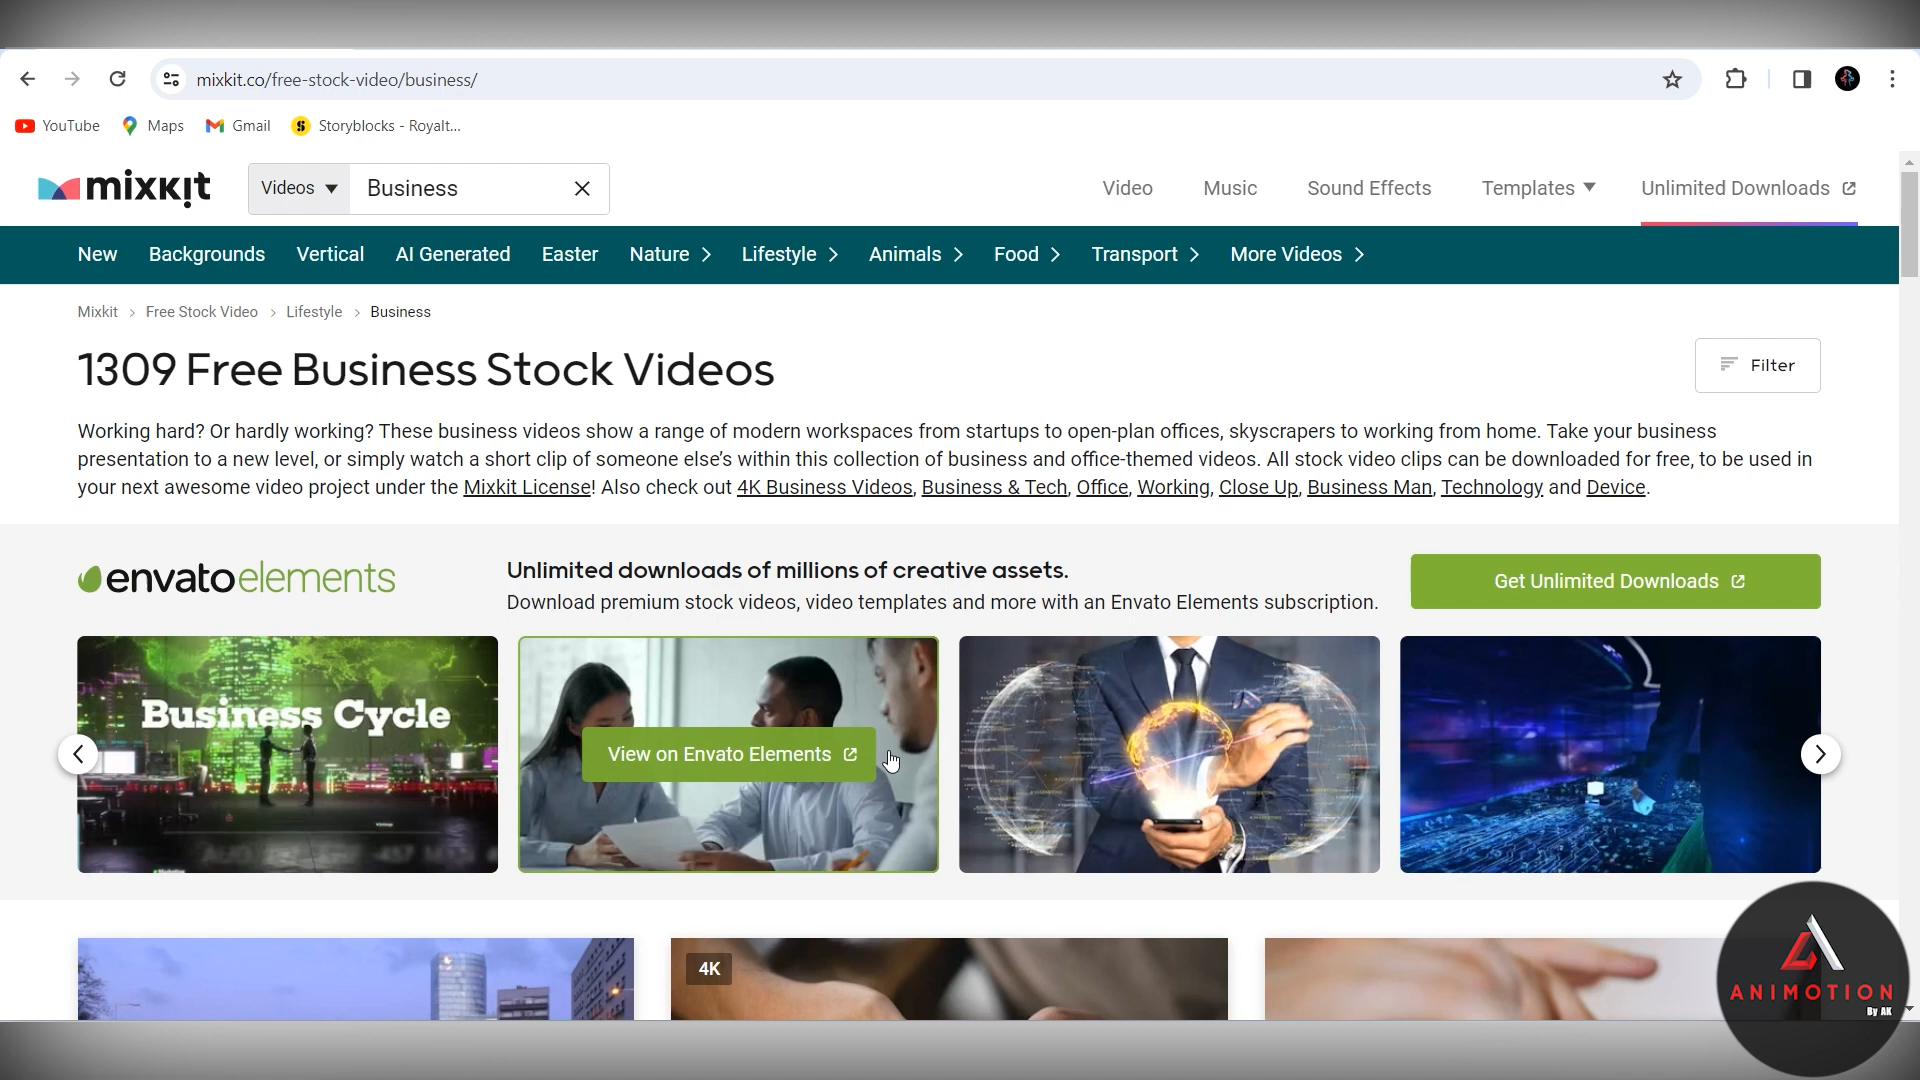 mixkit.co/free-stock-video/business/
YouTube Maps Gmail Storyblocks - Royalt...
mixkit Videos Business Video Music Sound Effects Templates Unlimited Downloads
New Backgrounds Vertical AI Generated Easter Nature Lifestyle Animals Food Transport More Videos
Mixkit > Free Stock Video > Lifestyle > Business
1309 Free Business Stock Videos
Filter
Working hard? Or hardly working? These business videos show a range of modern workspaces from startups to open-plan offices, skyscrapers to working from home. Take your business
presentation to a new level, or simply watch a short clip of someone else's within this collection of business and office-themed videos. All stock video clips can be downloaded for free, to be used in
your next awesome video project under the Mixkit License! Also check out 4K Business Videos, Business & Tech, Office, Working, Close Up, Business Man, Technology and Device.
envatoelements
Unlimited downloads of millions of creative assets.
Download premium stock videos, video templates and more with an Envato Elements subscription.
Get Unlimited Downloads
Business Cycle
View on Envato Elements
4K
ANIMOTION
By AK